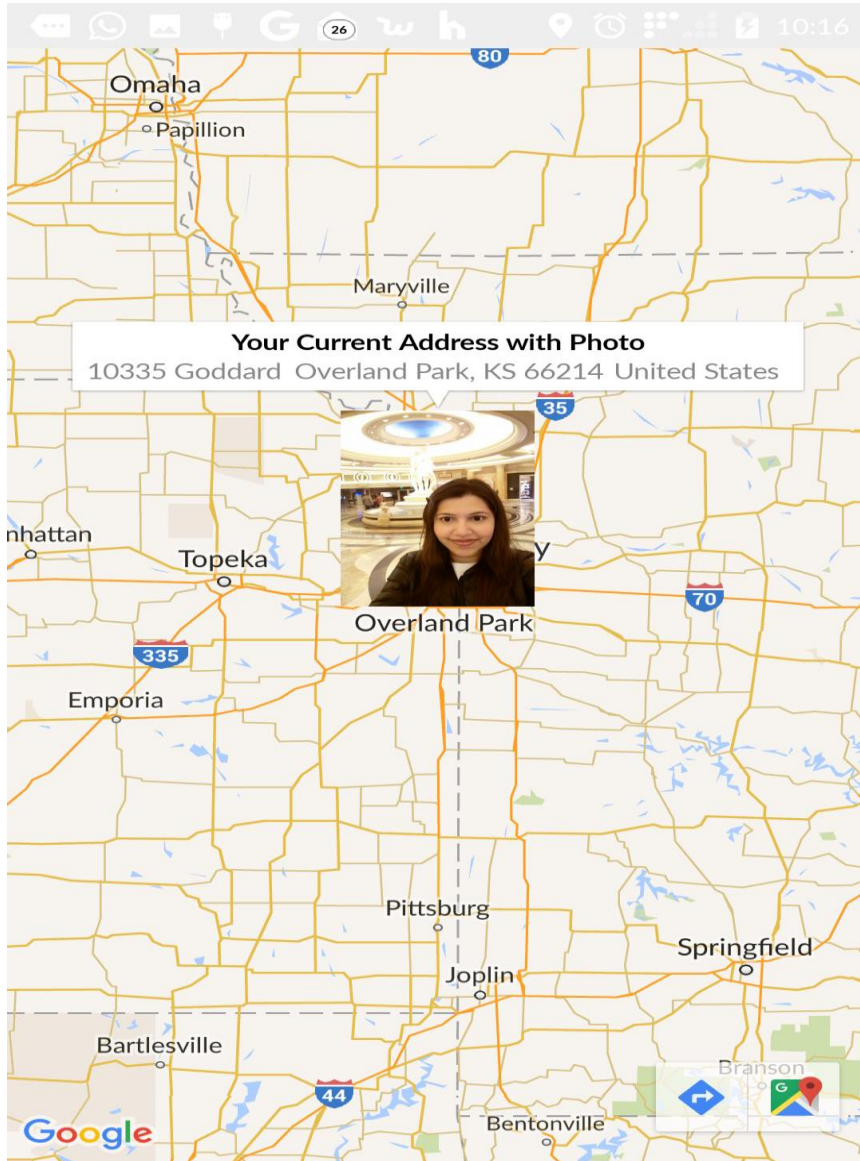 26
10:16
80
Omaha
Papillion
Maryville
Your Current Address with Photo
10335 Goddard Overland Park, KS 66214 United States
35
nhattan
Topeka
y
70
Overland Park
335
Emporia
Pittsburg
Springfield
Joplin
Bartlesville
Branson
44
Google
Bentonville